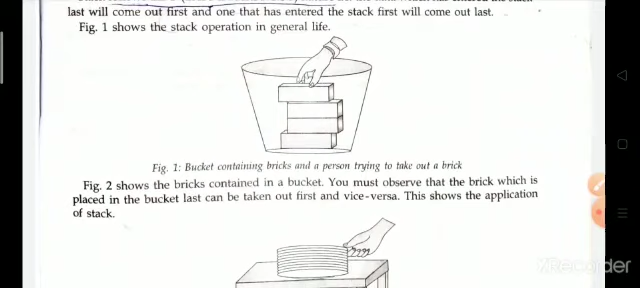 last will come out first and one that has entered the stack first will come out last.
Fig. 1 shows the stack operation in general life.
Fig. 1: Bucket containing bricks and a person trying to take out a brick
Fig. 2 shows the bricks contained in a bucket. You must observe that the brick which is
placed in the bucket last can be taken out first and vice-versa. This shows the application
of stack.